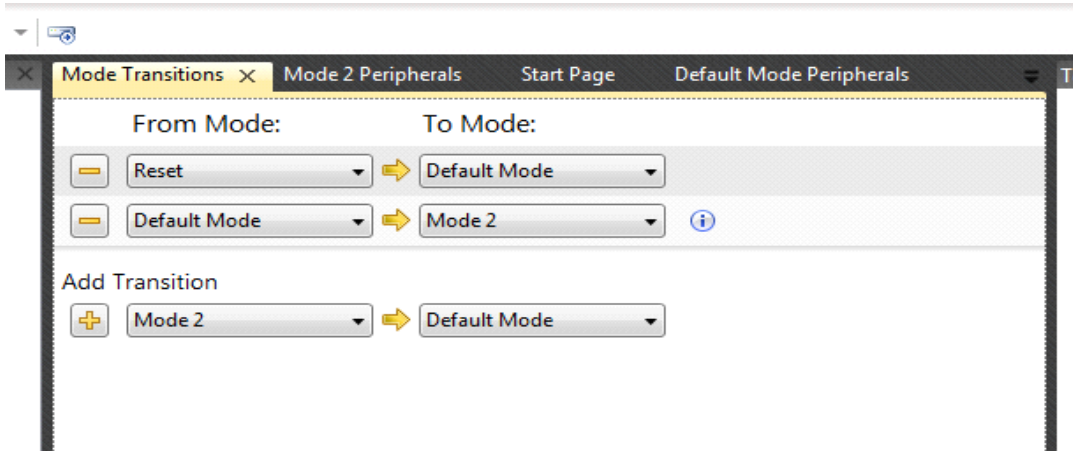 Mode Transitions Mode 2 Peripherals Start Page Default Mode Peripherals T
From Mode: To Mode:
Reset Default Mode
Default Mode Mode 2
Add Transition
Mode 2 Default Mode